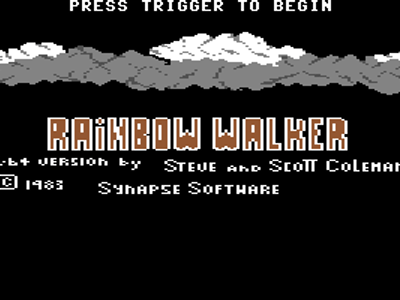 PRESS TRIGGER TO BEGIN
RAiNBOW WALKER
-64 VERSION by STEVE AND SCOTT COLEMAN
© 1983 SYNAPSE SOFTWARE